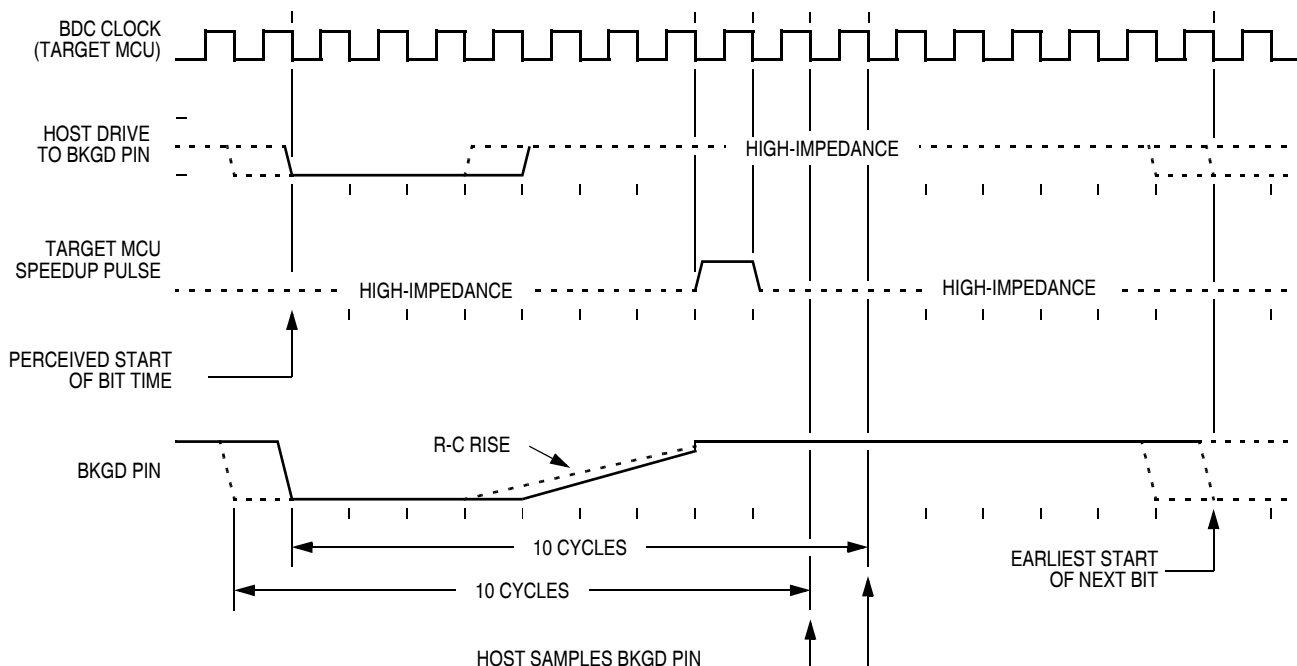 BDC CLOCK
(TARGET MCU)
HOST DRIVE
TO BKGD PIN
HIGH-IMPEDANCE
TARGET MCU
SPEEDUP PULSE
HIGH-IMPEDANCE
HIGH-IMPEDANCE
PERCEIVED START
OF BIT TIME
R-C RISE
BKGD PIN
10 CYCLES
EARLIEST START
OF NEXT BIT
10 CYCLES
HOST SAMPLES BKGD PIN